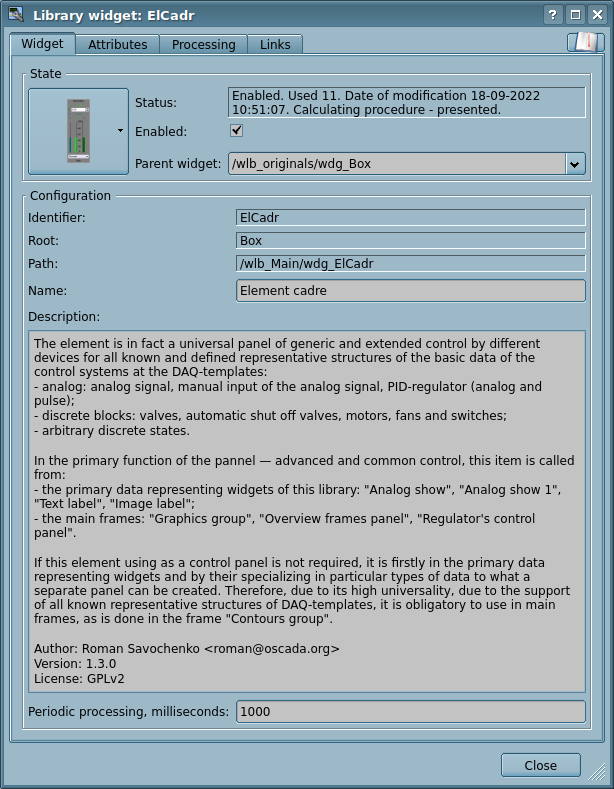 Library widget: ElCadr
Widget
Attributes
Processing
Links
State
Status:
Enabled. Used 11. Date of modification 18-09-2022
10:51:07. Calculating procedure - presented.
Enabled:
Parent widget:
/wlb_originals/wdg_Box
Configuration
Identifier:
ElCadr
Root:
Box
Path:
/wlb_Main/wdg_ElCadr
Name:
Element cadre
Description:
The element is in fact a universal panel of generic and extended control by different
devices for all known and defined representative structures of the basic data of the
control systems at the DAQ-templates:
- analog: analog signal, manual input of the analog signal, PID-regulator (analog and
pulse);
- discrete blocks: valves, automatic shut off valves, motors, fans and switches;
- arbitrary discrete states.
In the primary function of the pannel — advanced and common control, this item is called
from:
- the primary data representing widgets of this library: "Analog show", "Analog show 1",
"Text label", "Image label";
- the main frames: "Graphics group", "Overview frames panel", "Regulator's control
panel".
If this element using as a control panel is not required, it is firstly in the primary data
representing widgets and by their specializing in particular types of data to what a
separate panel can be created. Therefore, due to its high universality, due to the support
of all known representative structures of DAQ-templates, it is obligatory to use in main
frames, as is done in the frame "Contours group".
Author: Roman Savochenko <roman@oscada.org>
Version: 1.3.0
License: GPLv2
Periodic processing, milliseconds:
1000
Close